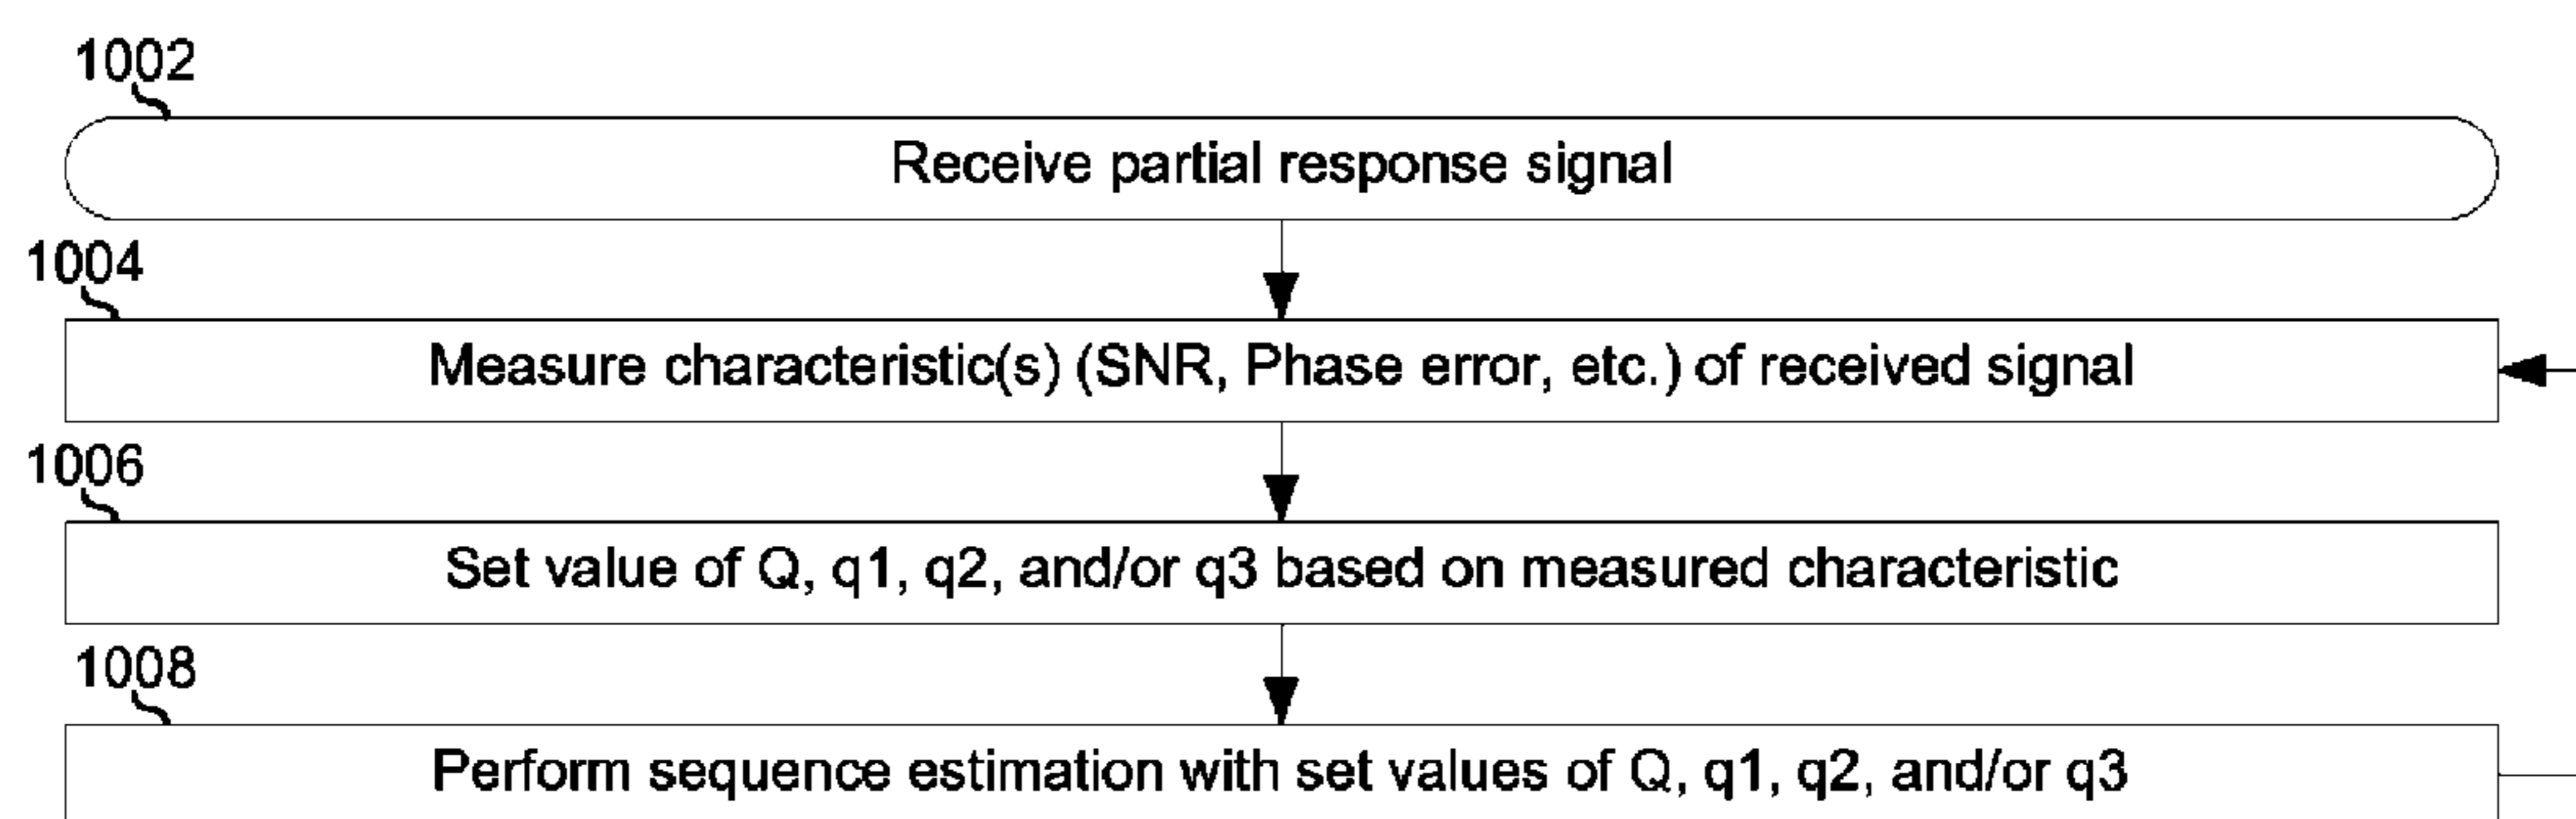 1002
Receive partial response signal
1004
Measure characteristic(s) (SNR, Phase error, etc.) of received signal
1006
Set value of Q, q1, q2, and/or q3 based on measured characteristic
1008
Perform sequence estimation with set values of Q, q1, q2, and/or q3